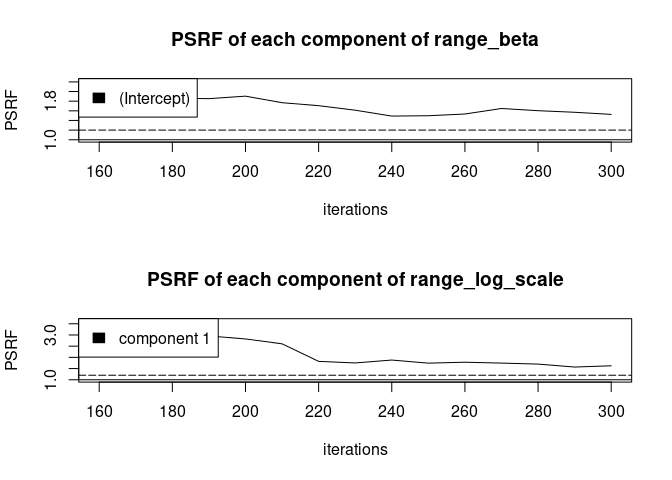 PSRF of each component of range_beta
PSRF
1.0 1.8
(Intercept)
160 180 200 220 240 260 280 300
iterations
PSRF of each component of range_log_scale
PSRF
1.0 3.0
component 1
160 180 200 220 240 260 280 300
iterations